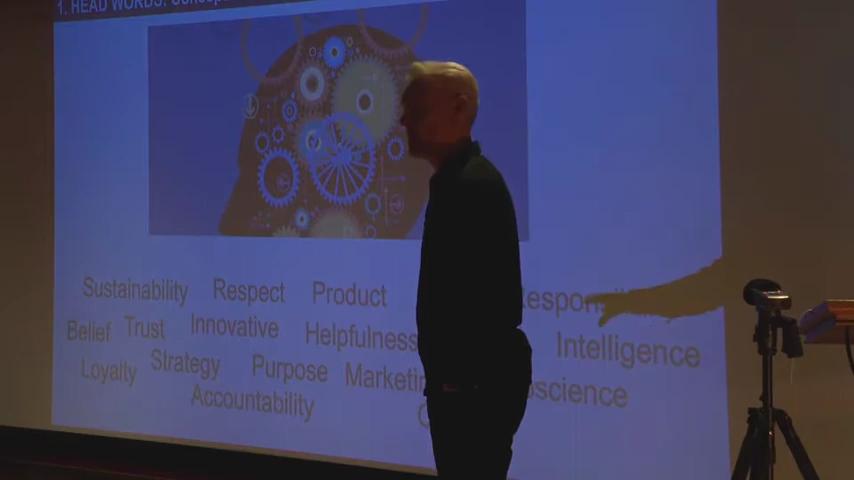 1. HEAD WORDS:
Sustainability Respect Product
Belief Trust Innovative Helpfulness Intelligence
Loyalty Strategy Purpose
Accountability